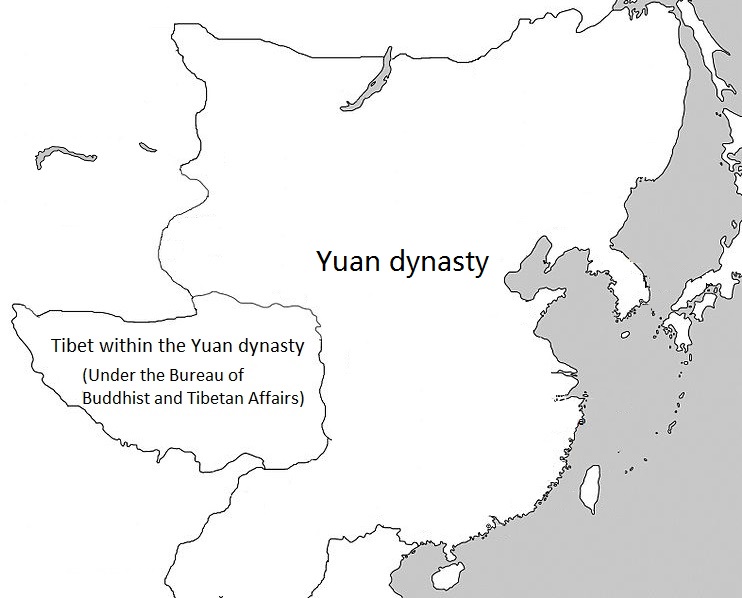 Yuan dynasty
Tibet within the Yuan dynasty
(Under the Bureau of
Buddhist and Tibetan Affairs)